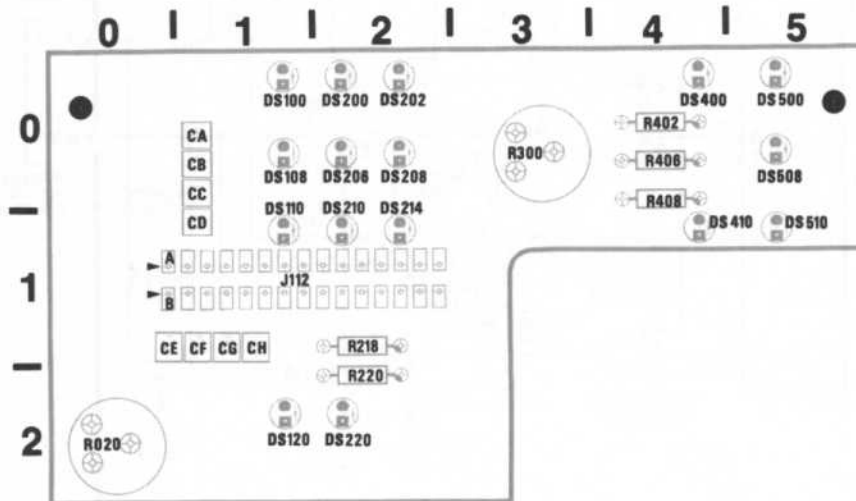 0 1 2 3 4 5
DS100 DS200 DS202 DS400 DS500
0
CA R402
CB R300 R406
DS108 DS206 DS208 DS508
CC R408
CD DS110 DS210 DS214 DS410 DS510
A
1 J112
B
CE CF CG CH R218
R220
2 R020 DS120 DS220